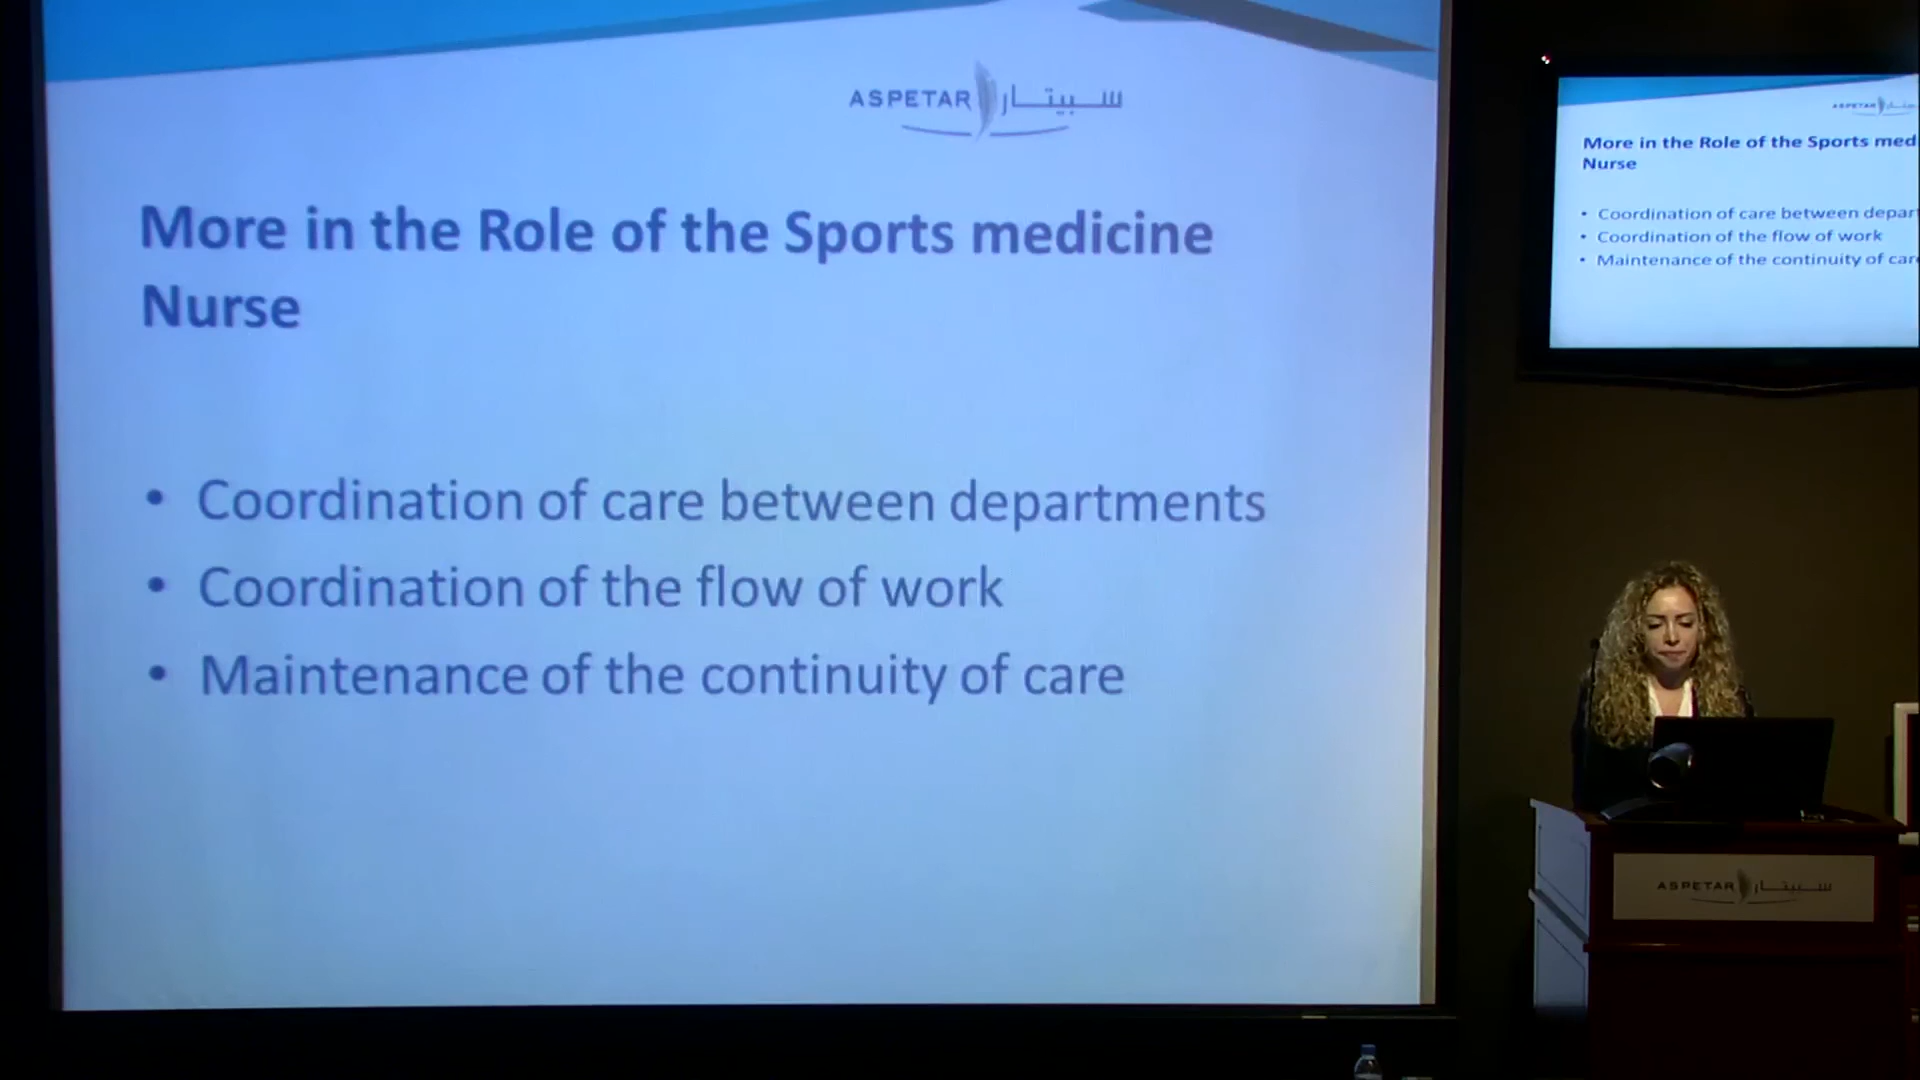 ASPETAR سبيتار
More in the Role of the Sports medicine
Nurse
• Coordination of care between departments
• Coordination of the flow of work
• Maintenance of the continuity of care
ASPETAR
More in the Role of the Sports med
Nurse
• Coordination of care between depar
• Coordination of the flow of work
• Maintenance of the continuity of car
ASPETAR سبيتار